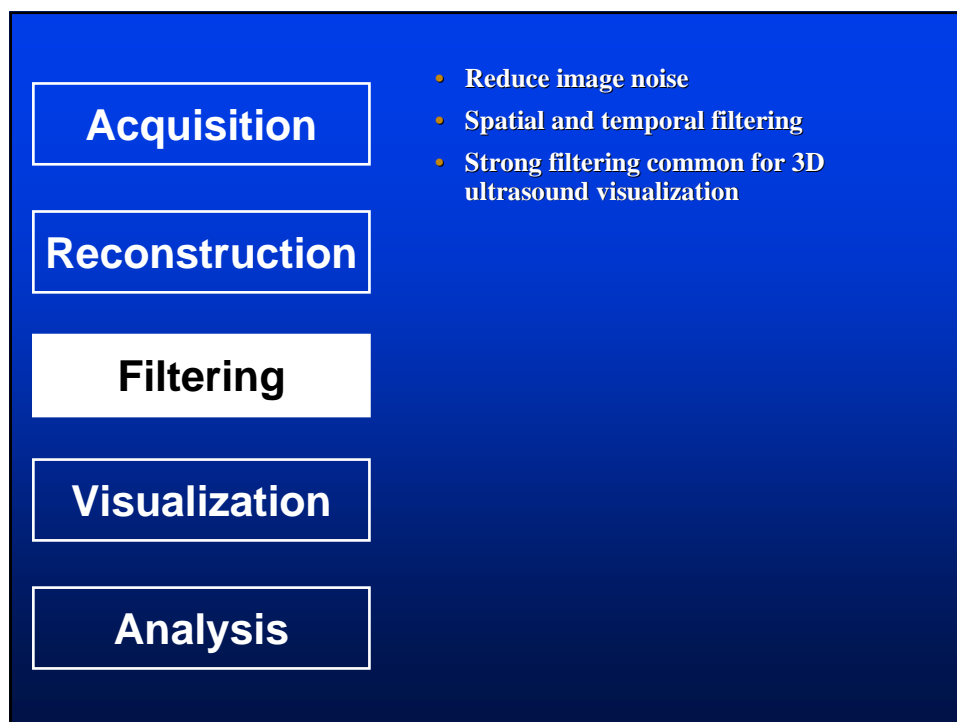 Acquisition
Reconstruction
Filtering
Visualization
Analysis
• Reduce image noise
• Spatial and temporal filtering
• Strong filtering common for 3D
ultrasound visualization